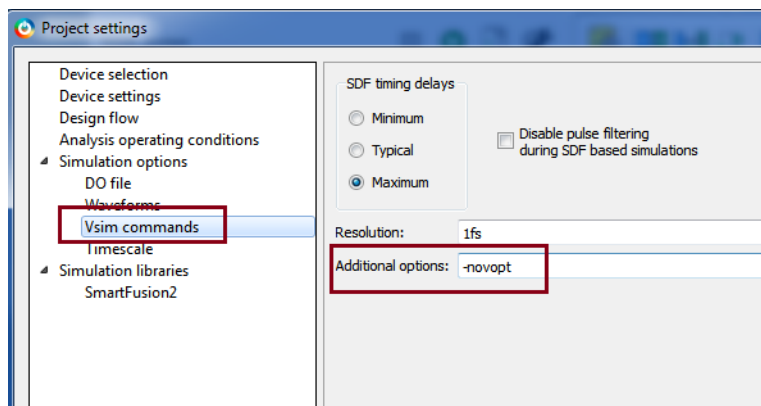 Project settings
Device selection
Device settings
Design flow
Analysis operating conditions
Simulation options
DO file
Waveforms
Vsim commands
Timescale
Simulation libraries
SmartFusion2
SDF timing delays
Minimum
Typical
Maximum
Disable pulse filtering
during SDF based simulations
Resolution: 1fs
Additional options: -novopt